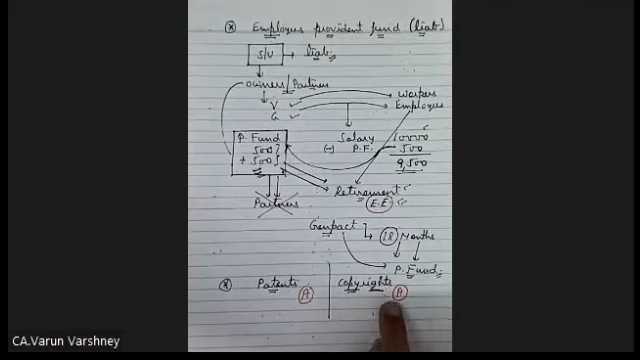 Employees provident fund (liab)
S/U → liab.
owners/Partner
V Workers
G Employees
P. Fund Salary 10000
500 (-) P.F. 500
+ 500 9,500
Retirement
Partners E.E
Genpact 18 Months
P. Fund
Patents A Copyrights A
CA.Varun Varshney